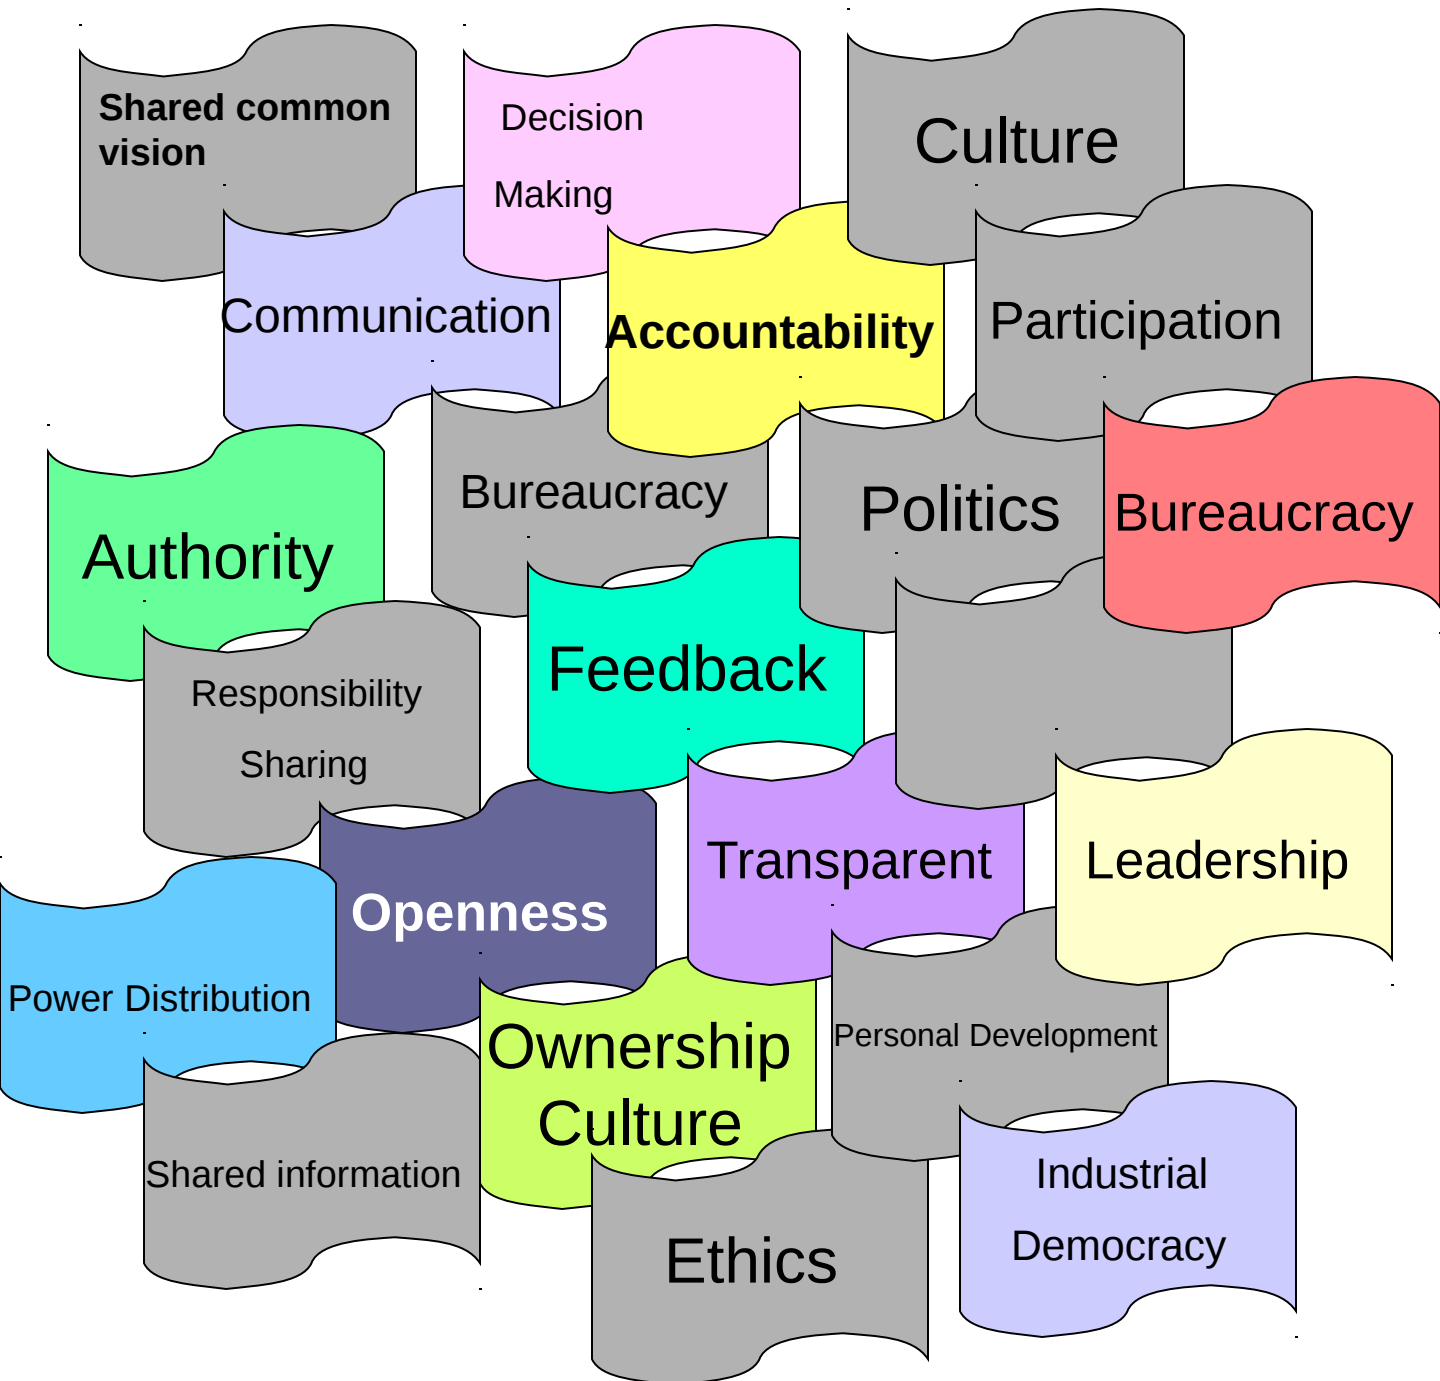 Shared common
vision
Decision
Making
Culture
Communication
Accountability
Participation
Authority
Bureaucracy
Politics
Bureaucracy
Responsibility
Sharing
Feedback
Openness
Transparent
Leadership
Power Distribution
Ownership
Culture
Personal Development
Shared information
Ethics
Industrial
Democracy